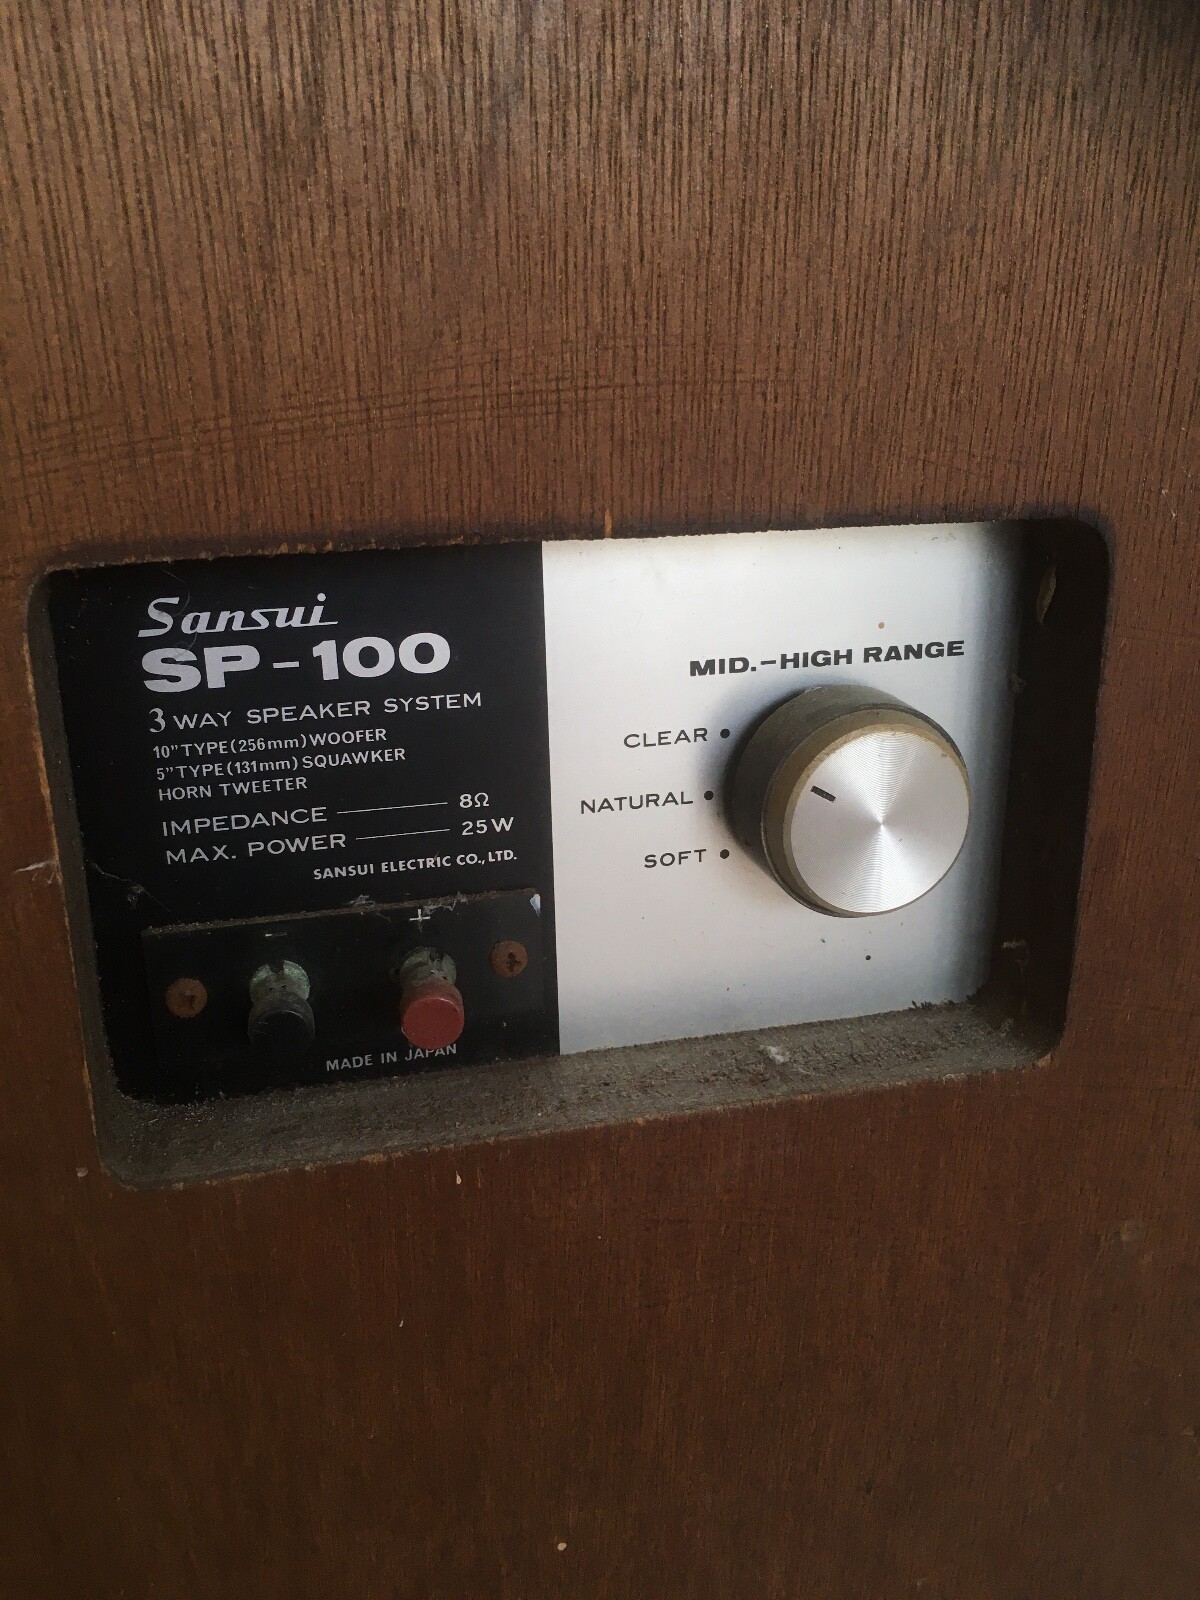 Sansui
SP-100
3 WAY SPEAKER SYSTEM
10" TYPE (256mm) WOOFER
5" TYPE (131mm) SQUAWKER
HORN TWEETER
IMPEDANCE 8Ω
MAX. POWER 25W
SANSUI ELECTRIC CO., LTD.
- +
MADE IN JAPAN
MID.-HIGH RANGE
CLEAR
NATURAL
SOFT